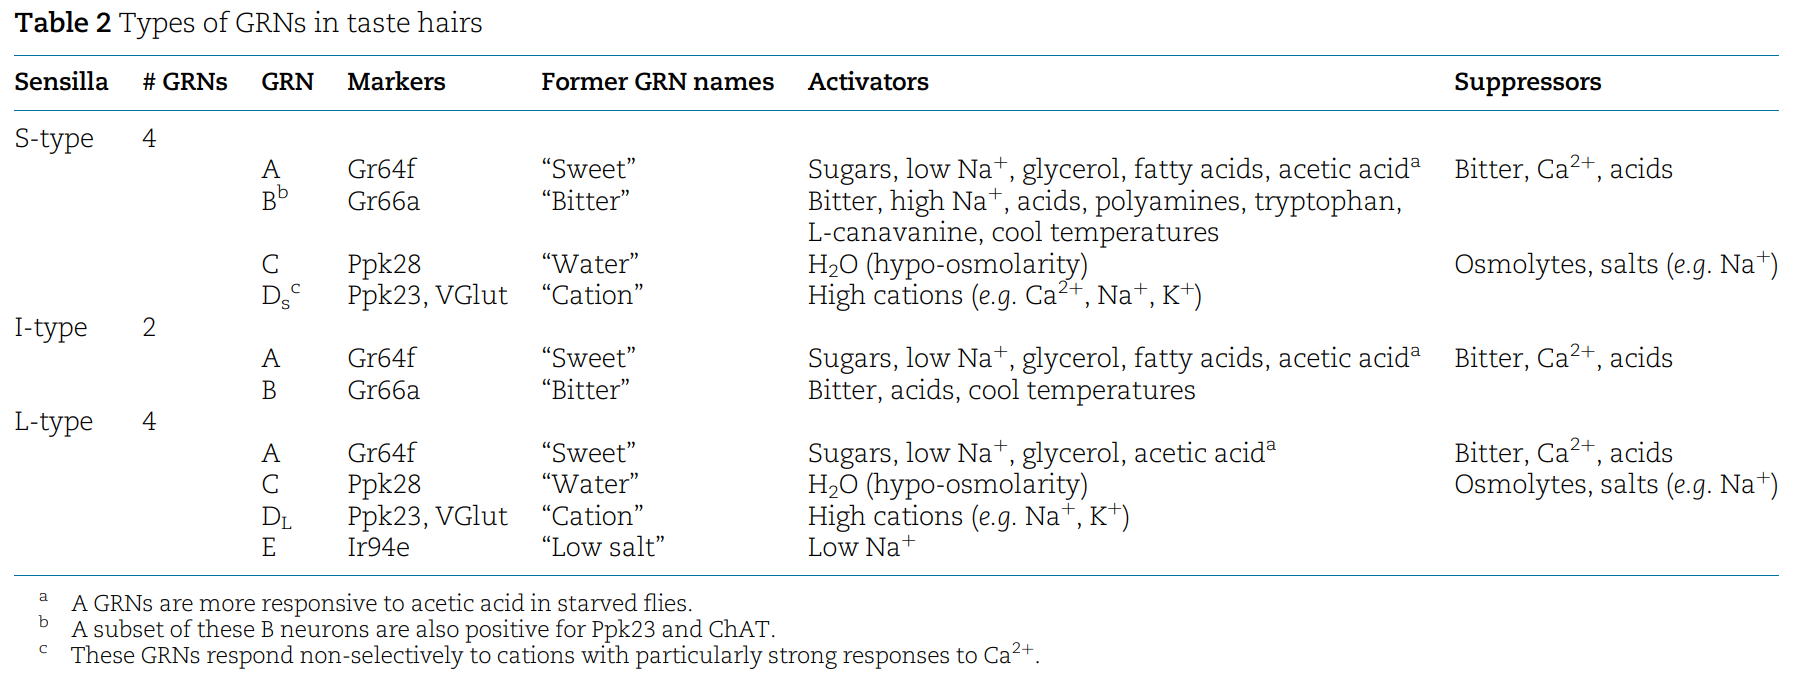 Table 2 Types of GRNs in taste hairs
Sensilla # GRNs GRN Markers Former GRN names Activators Suppressors
S-type 4
A Gr64f “Sweet” Sugars, low Na⁺, glycerol, fatty acids, acetic acidᵃ Bitter, Ca²⁺, acids
Bᵇ Gr66a “Bitter” Bitter, high Na⁺, acids, polyamines, tryptophan,
L-canavanine, cool temperatures
C Ppk28 “Water” H₂O (hypo-osmolarity) Osmolytes, salts (e.g. Na⁺)
Dₛᶜ Ppk23, VGlut “Cation” High cations (e.g. Ca²⁺, Na⁺, K⁺)
I-type 2
A Gr64f “Sweet” Sugars, low Na⁺, glycerol, fatty acids, acetic acidᵃ Bitter, Ca²⁺, acids
B Gr66a “Bitter” Bitter, acids, cool temperatures
L-type 4
A Gr64f “Sweet” Sugars, low Na⁺, glycerol, acetic acidᵃ Bitter, Ca²⁺, acids
C Ppk28 “Water” H₂O (hypo-osmolarity) Osmolytes, salts (e.g. Na⁺)
D_L Ppk23, VGlut “Cation” High cations (e.g. Na⁺, K⁺)
E Ir94e “Low salt” Low Na⁺
ᵃ A GRNs are more responsive to acetic acid in starved flies.
ᵇ A subset of these B neurons are also positive for Ppk23 and ChAT.
ᶜ These GRNs respond non-selectively to cations with particularly strong responses to Ca²⁺.